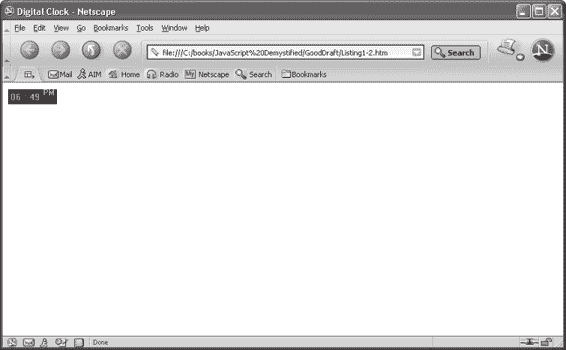 Digital Clock - Netscape
File Edit View Go Bookmarks Tools Window Help
file:///C:/books/JavaScript%20Demystified/GoodDraft/Listing1-2.htm Search N
Mail AIM Home Radio My Netscape Search Bookmarks
06 : 49 PM
Done